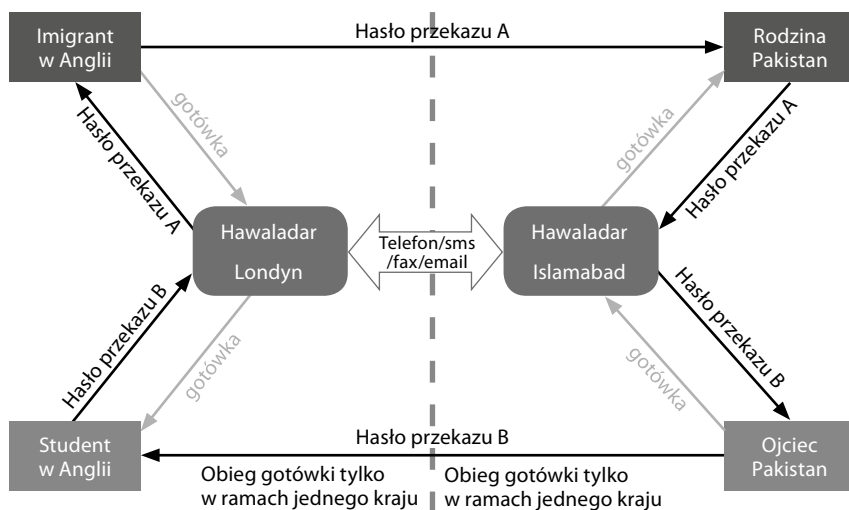 Imigrant
w Anglii
Hasło przekazu A
Rodzina
Pakistan
gotówka
Hasło przekazu A
gotówka
Hasło przekazu A
Hawaladar
Londyn
Telefon/sms
/fax/email
Hawaladar
Islamabad
Hasło przekazu B
gotówka
gotówka
Hasło przekazu B
Student
w Anglii
Hasło przekazu B
Ojciec
Pakistan
Obieg gotówki tylko
w ramach jednego kraju
Obieg gotówki tylko
w ramach jednego kraju